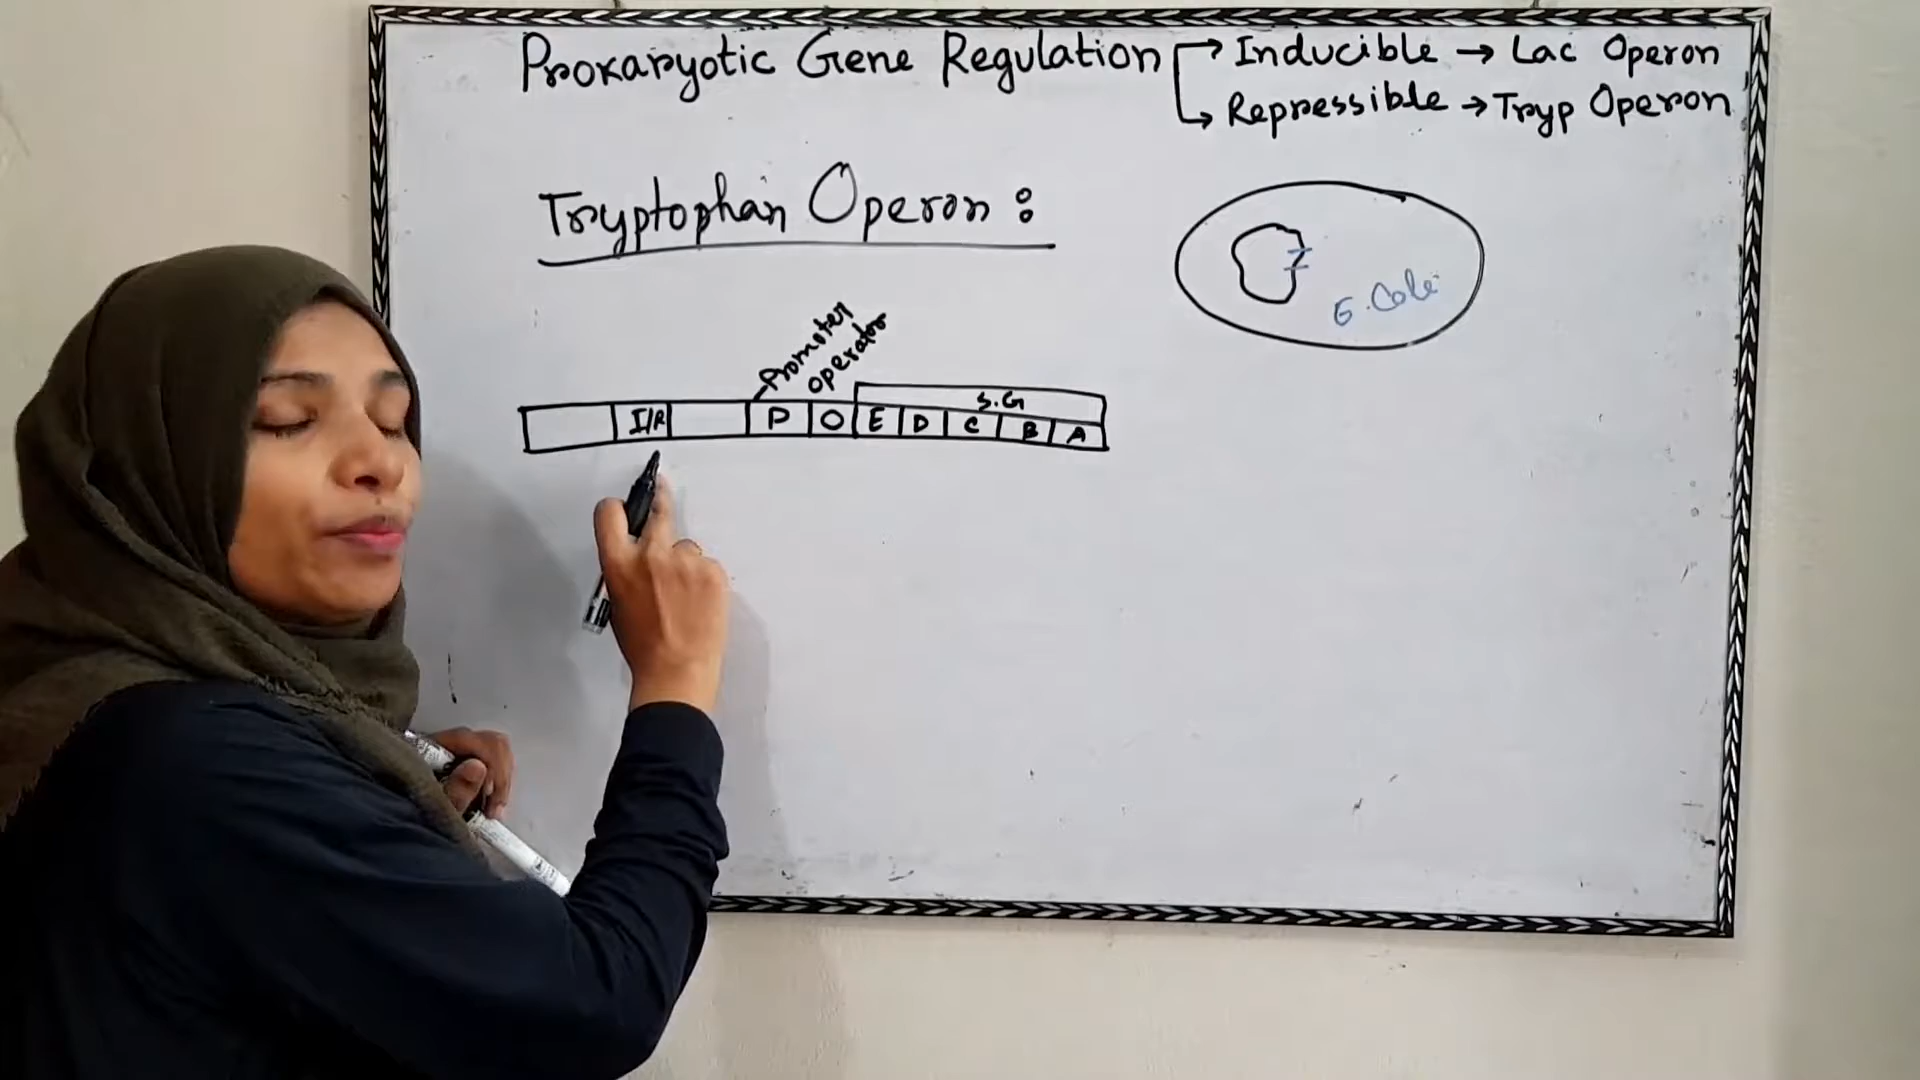 Prokaryotic Gene Regulation → Inducible → Lac Operon
→ Repressible → Tryp Operon
Tryptophan Operon :
E. Coli
Promoter
operator
S.G
I/R P O E D C B A